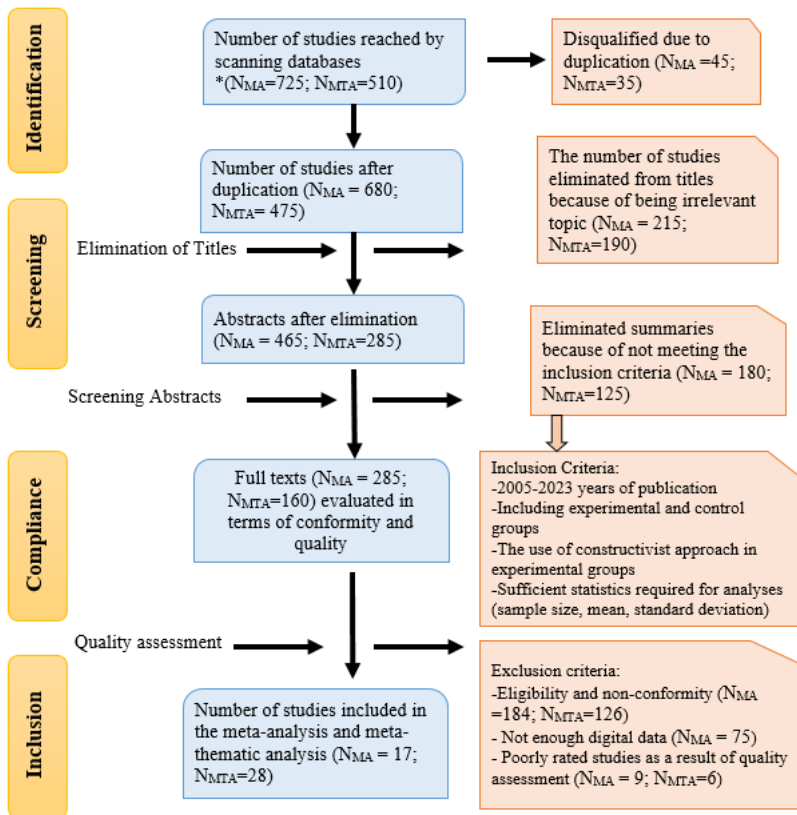 Identification
Number of studies reached by
scanning databases
*(NMA=725; NMTA=510)
Disqualified due to
duplication (NMA =45;
NMTA=35)
Number of studies after
duplication (NMA = 680;
NMTA= 475)
The number of studies
eliminated from titles
because of being irrelevant
topic (NMA = 215;
NMTA=190)
Screening
Elimination of Titles
Abstracts after elimination
(NMA = 465; NMTA=285)
Eliminated summaries
because of not meeting the
inclusion criteria (NMA = 180;
NMTA=125)
Screening Abstracts
Compliance
Full texts (NMA = 285;
NMTA=160) evaluated in
terms of conformity and
quality
Inclusion Criteria:
-2005-2023 years of publication
-Including experimental and control
groups
-The use of constructivist approach in
experimental groups
-Sufficient statistics required for analyses
(sample size, mean, standard deviation)
Quality assessment
Inclusion
Number of studies included in
the meta-analysis and meta-
thematic analysis (NMA = 17;
NMTA=28)
Exclusion criteria:
-Eligibility and non-conformity (NMA
=184; NMTA=126)
- Not enough digital data (NMA = 75)
- Poorly rated studies as a result of quality
assessment (NMA = 9; NMTA=6)